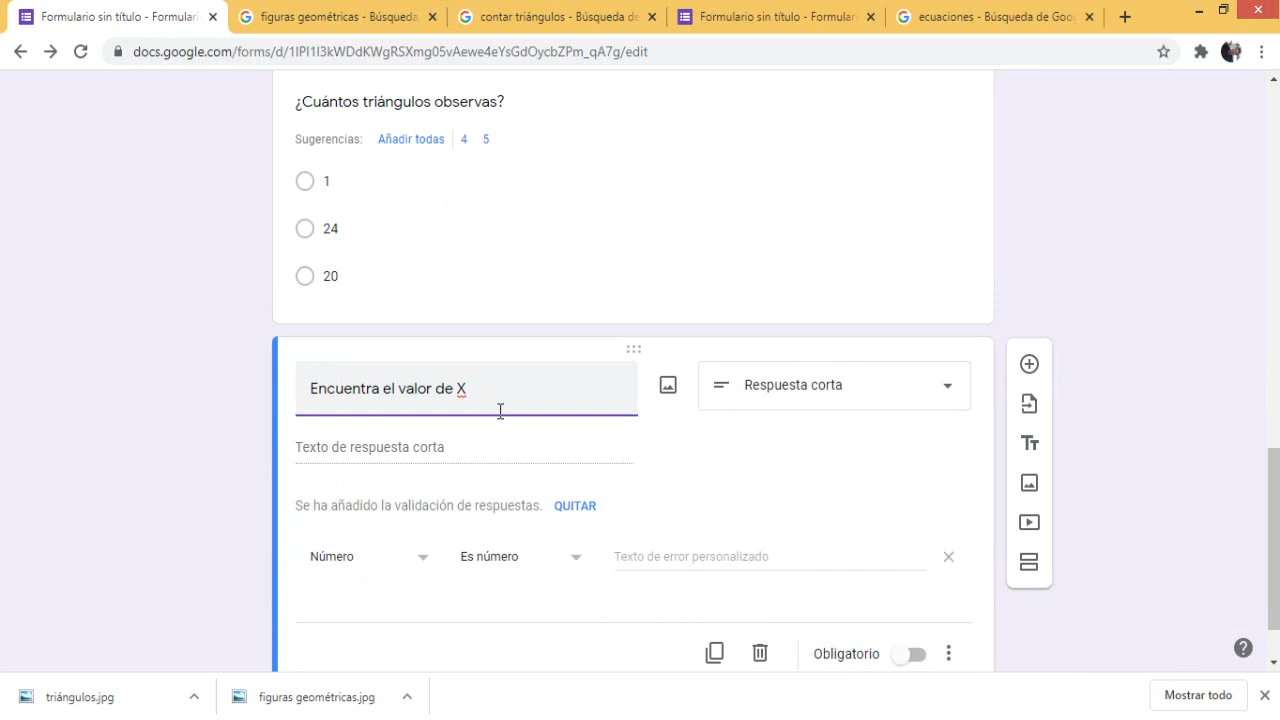 Formulario sin título - Formular
figuras geométricas - Búsqueda
contar triángulos - Búsqueda de
Formulario sin título - Formular
ecuaciones - Búsqueda de Goo
docs.google.com/forms/d/1IPI1I3kWDdKWgRSXmg05vAewe4eYsGdOycbZPm_qA7g/edit
¿Cuántos triángulos observas?
Sugerencias: Añadir todas 4 5
1
24
20
Encuentra el valor de X
Respuesta corta
Texto de respuesta corta
Se ha añadido la validación de respuestas. QUITAR
Número Es número Texto de error personalizado
Obligatorio
triángulos.jpg
figuras geométricas.jpg
Mostrar todo